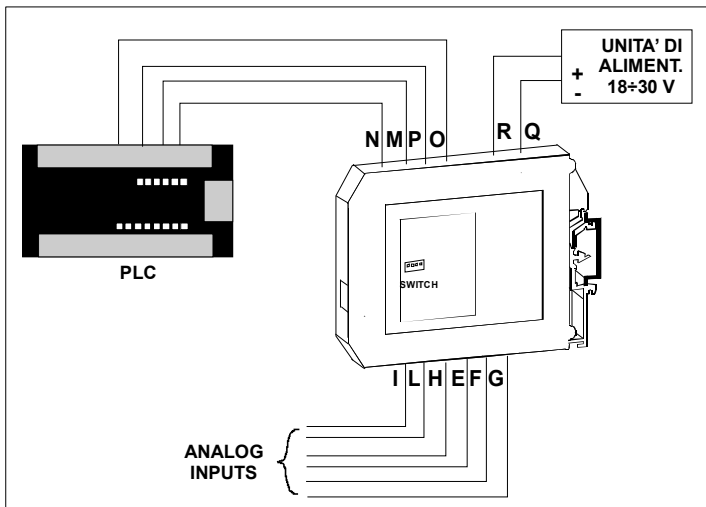 UNITA' DI
ALIMENT.
18÷30 V
+
-
N M P O
R Q
PLC
SWITCH
I L H E F G
ANALOG
INPUTS